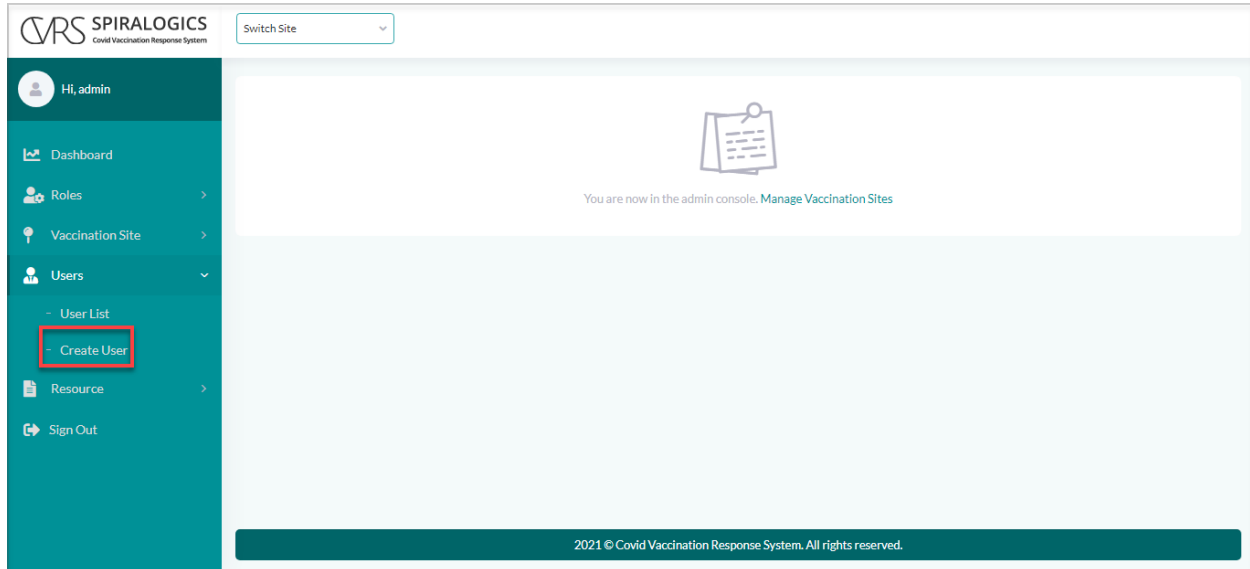 CVRS SPIRALOGICS
Covid Vaccination Response System
Switch Site
Hi, admin
Dashboard
Roles
Vaccination Site
Users
- User List
- Create User
Resource
Sign Out
You are now in the admin console. Manage Vaccination Sites
2021 © Covid Vaccination Response System. All rights reserved.